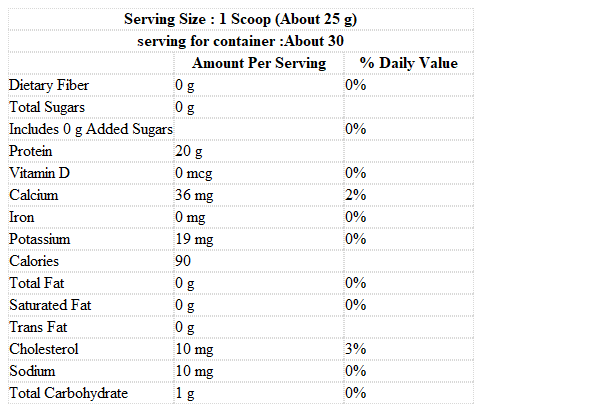 Serving Size : 1 Scoop (About 25 g)
serving for container :About 30
Amount Per Serving % Daily Value
Dietary Fiber 0 g 0%
Total Sugars 0 g
Includes 0 g Added Sugars 0%
Protein 20 g
Vitamin D 0 mcg 0%
Calcium 36 mg 2%
Iron 0 mg 0%
Potassium 19 mg 0%
Calories 90
Total Fat 0 g 0%
Saturated Fat 0 g 0%
Trans Fat 0 g
Cholesterol 10 mg 3%
Sodium 10 mg 0%
Total Carbohydrate 1 g 0%